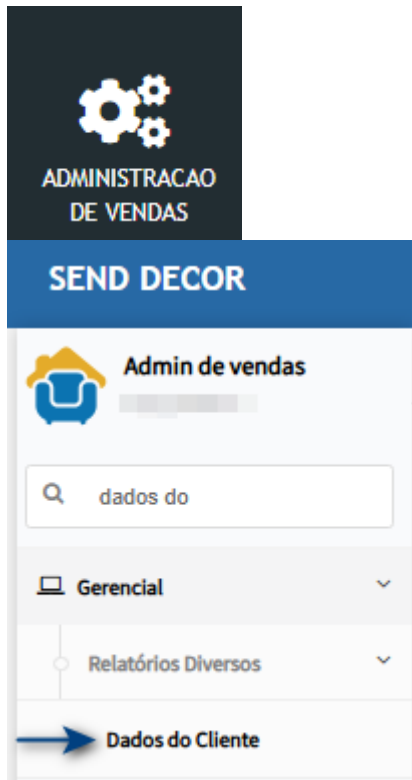 ADMINISTRACAO
DE VENDAS
SEND DECOR
Admin de vendas
dados do
Gerencial
Relatórios Diversos
Dados do Cliente